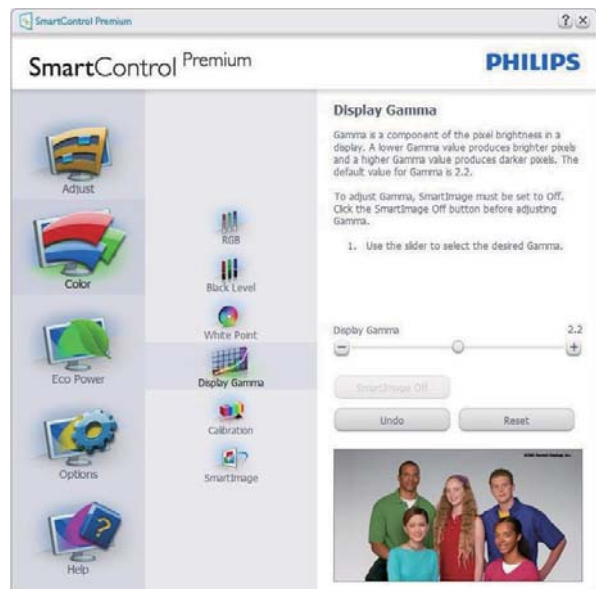 SmartControl Premium
SmartControl Premium
PHILIPS
Adjust
Color
Eco Power
Options
Help
RGB
Black Level
White Point
Display Gamma
Calibration
SmartImage
Display Gamma
Gamma is a component of the pixel brightness in a
display. A lower Gamma value produces brighter pixels
and a higher Gamma value produces darker pixels. The
default value for Gamma is 2.2.
To adjust Gamma, SmartImage must be set to Off.
Click the SmartImage Off button before adjusting
Gamma.
1. Use the slider to select the desired Gamma.
Display Gamma 2.2
SmartImage Off
Undo Reset